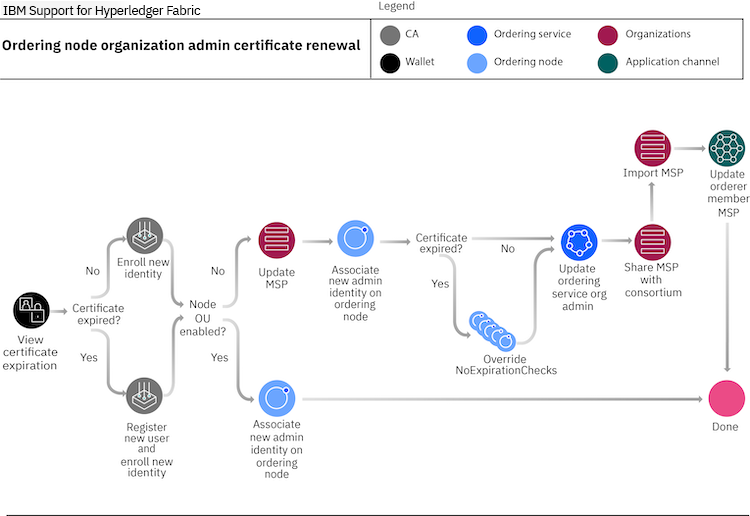 IBM Support for Hyperledger Fabric
Ordering node organization admin certificate renewal
Legend
CA
Ordering service
Organizations
Wallet
Ordering node
Application channel
View
certificate
expiration
Certificate
expired?
No
Yes
Enroll new
identity
Register
new user
and
enroll new
identity
Node
OU
enabled?
No
Yes
Update
MSP
Associate
new admin
identity on
ordering
node
Associate
new admin
identity on
ordering
node
Certificate
expired?
No
Yes
Override
NoExpirationChecks
Update
ordering
service org
admin
Share MSP
with
consortium
Import MSP
Update
orderer
member
MSP
Done